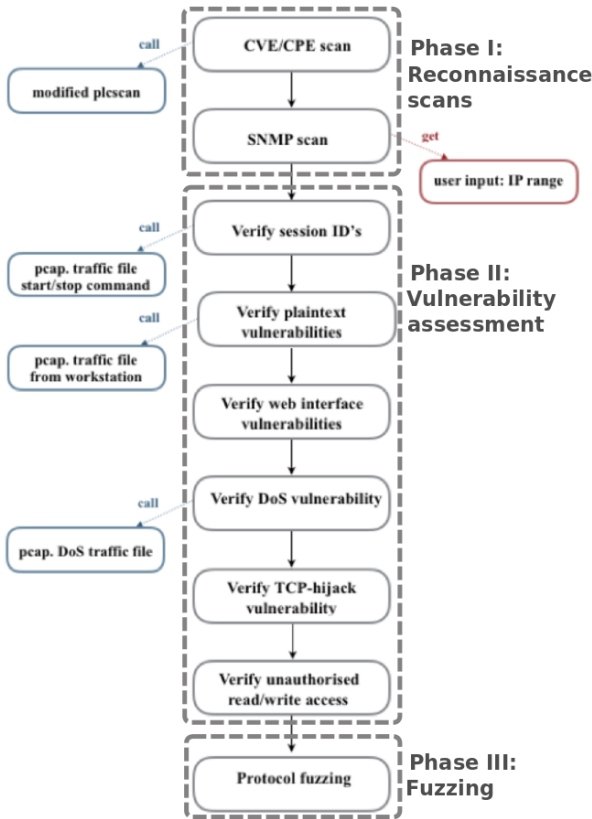 CVE/CPE scan
call
modified plcscan
Phase I:
Reconnaissance
scans
SNMP scan
get
user input: IP range
Verify session ID's
call
pcap. traffic file
start/stop command
Phase II:
Vulnerability
assessment
Verify plaintext
vulnerabilities
call
pcap. traffic file
from workstation
Verify web interface
vulnerabilities
Verify DoS vulnerability
call
pcap. DoS traffic file
Verify TCP-hijack
vulnerability
Verify unauthorised
read/write access
Phase III:
Fuzzing
Protocol fuzzing